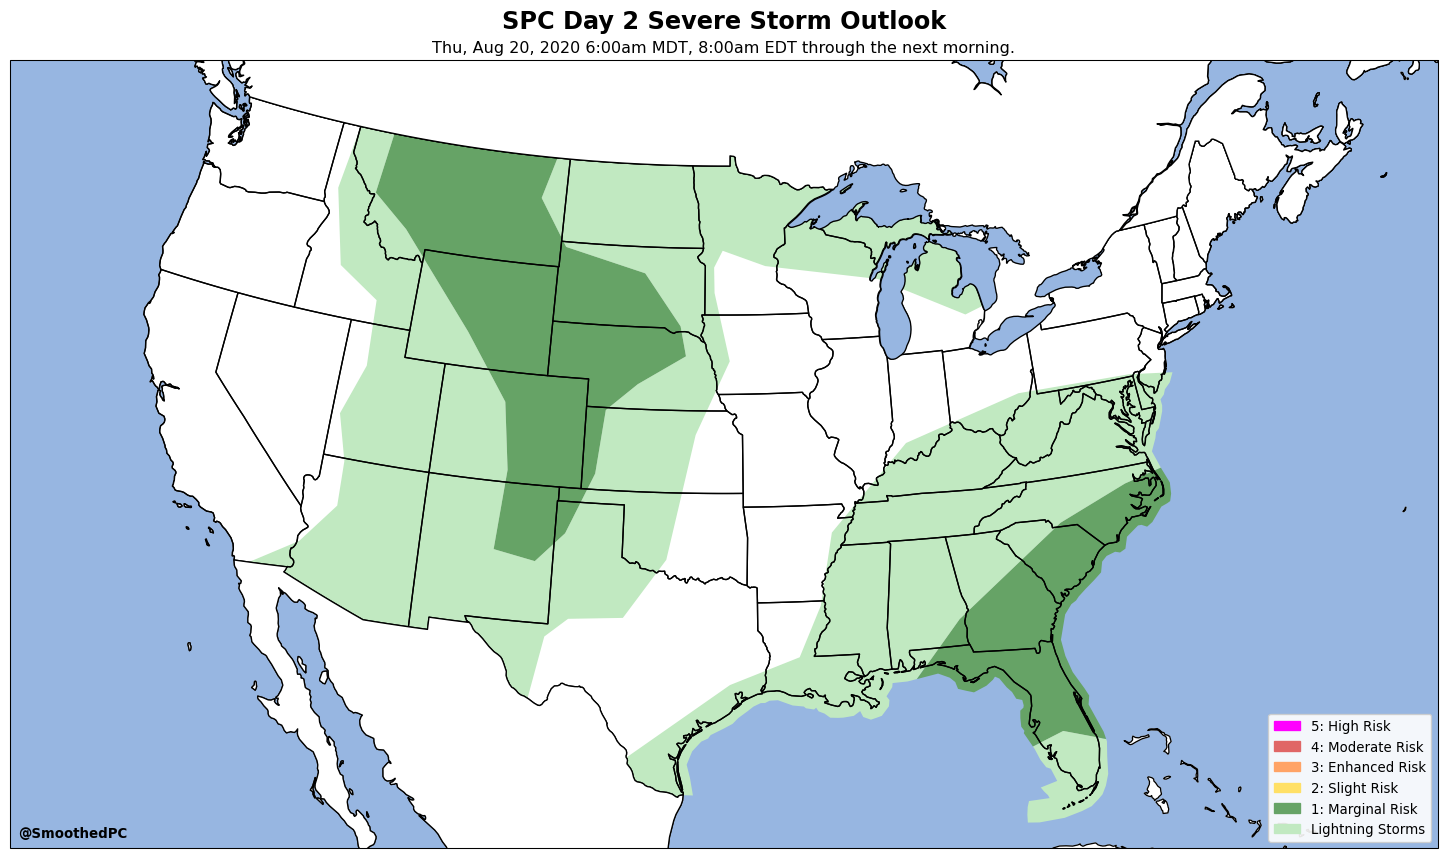 SPC Day 2 Severe Storm Outlook
Thu, Aug 20, 2020 6:00am MDT, 8:00am EDT through the next morning.
5: High Risk
4: Moderate Risk
3: Enhanced Risk
2: Slight Risk
1: Marginal Risk
Lightning Storms
@SmoothedPC